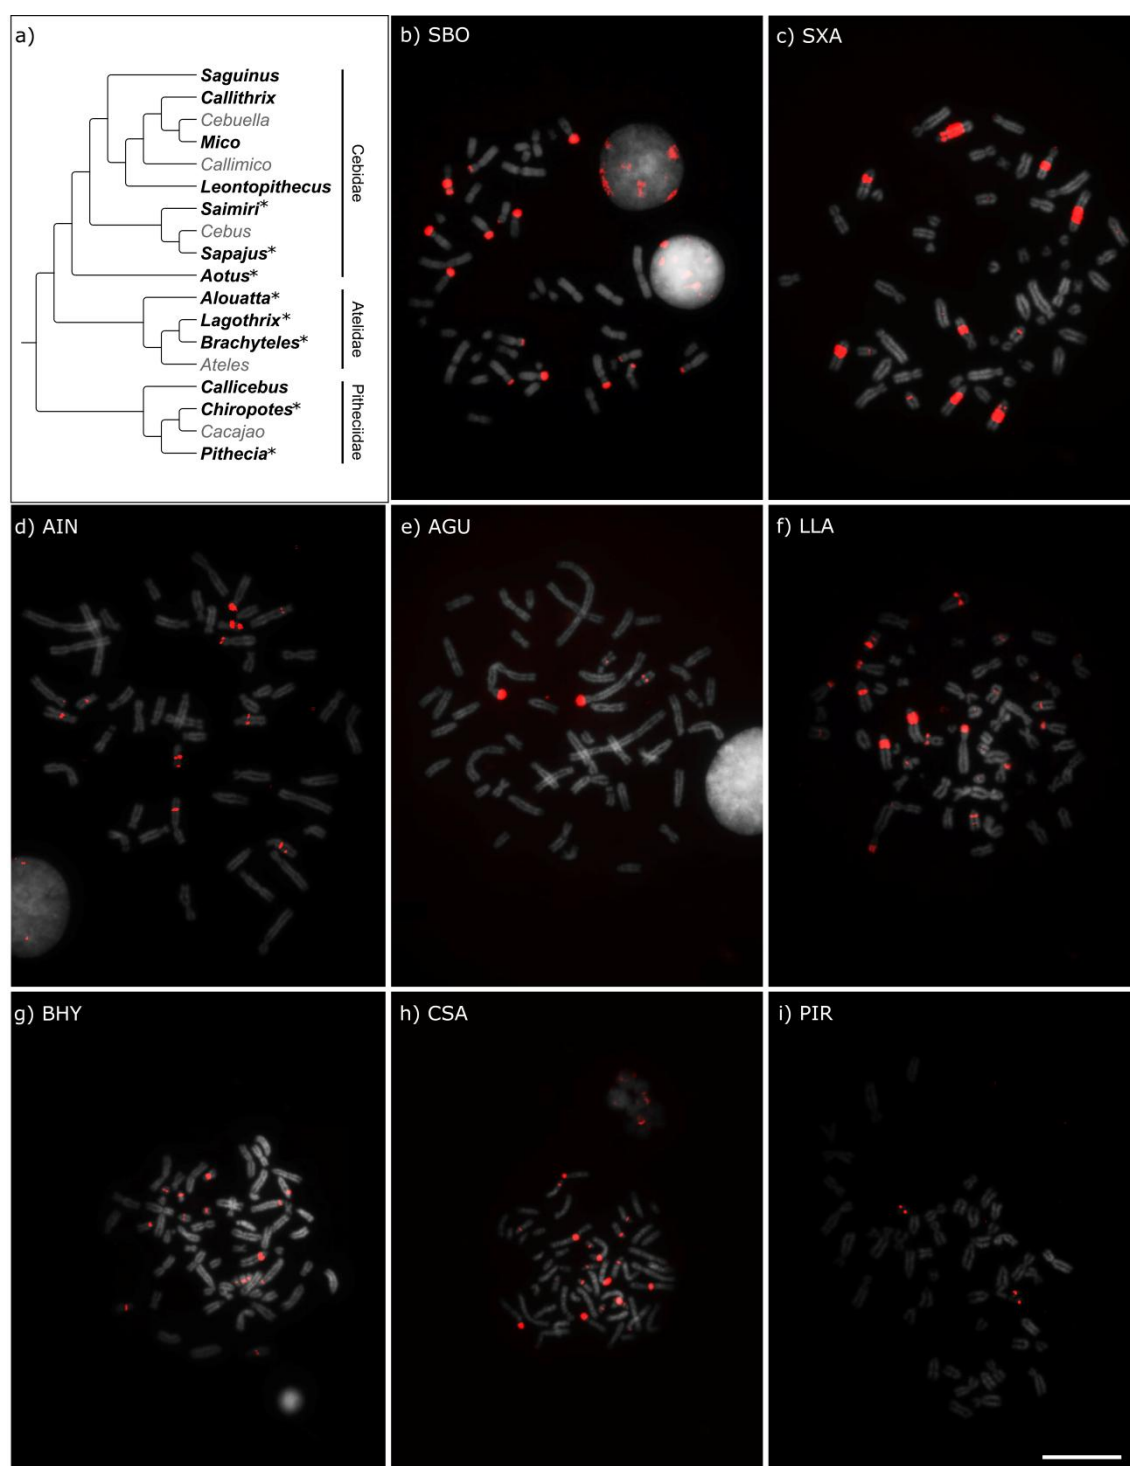 a)
Saguinus
Callithrix
Cebuella
Mico
Callimico
Leontopithecus
Saimiri*
Cebus
Sapajus*
Aotus*
Alouatta*
Lagothrix*
Brachyteles*
Ateles
Callicebus
Chiropotes*
Cacajao
Pithecia*
Cebidae
Atelidae
Pitheciidae
b) SBO
c) SXA
d) AIN
e) AGU
f) LLA
g) BHY
h) CSA
i) PIR